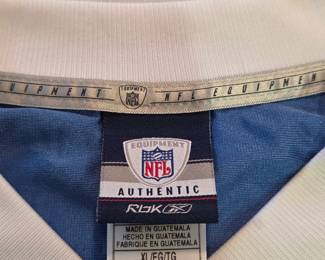 EQUIPMENT
NFL
NFL EQUIPMENT
EQUIPMENT
NFL
AUTHENTIC
RbK
XL/EG/TG
MADE IN GUATEMALA
HECHO EN GUATEMALA
FABRIQUE EN GUATEMALA